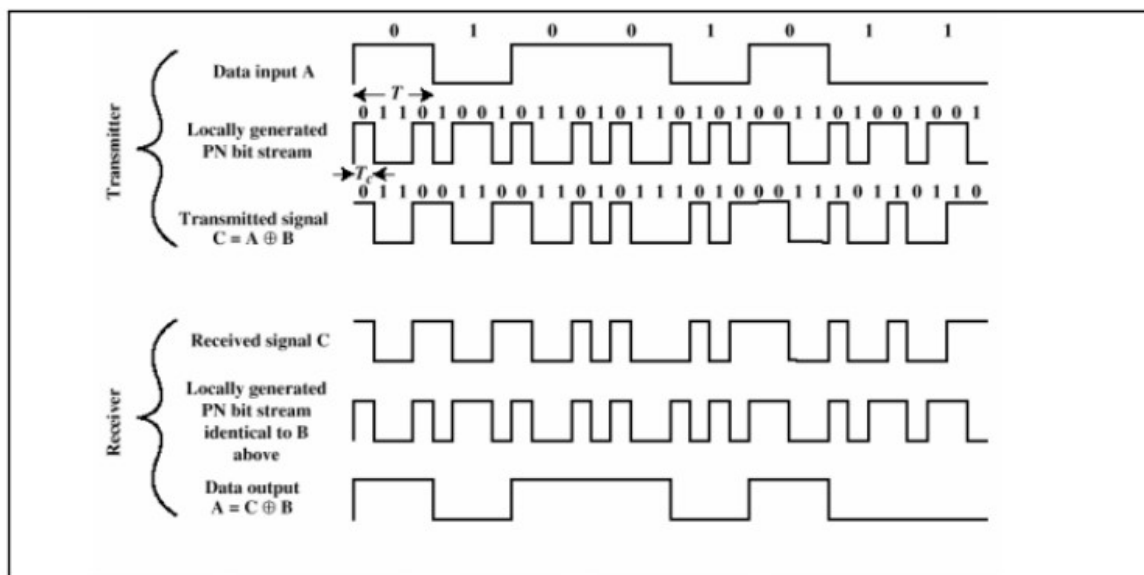 0 1 0 0 1 0 1 1
Data input A
T
0 1 1 0 1 0 0 1 0 1 1 0 1 0 1 1 0 1 0 1 0 0 1 1 0 1 0 0 1 0 0 1
Locally generated
PN bit stream
Tc
0 1 1 0 0 1 1 0 0 1 1 0 1 0 1 1 1 0 1 0 0 0 1 1 1 0 1 1 0 1 1 0
Transmitted signal
C = A ⊕ B
Transmitter
Received signal C
Locally generated
PN bit stream
identical to B
above
Data output
A = C ⊕ B
Receiver